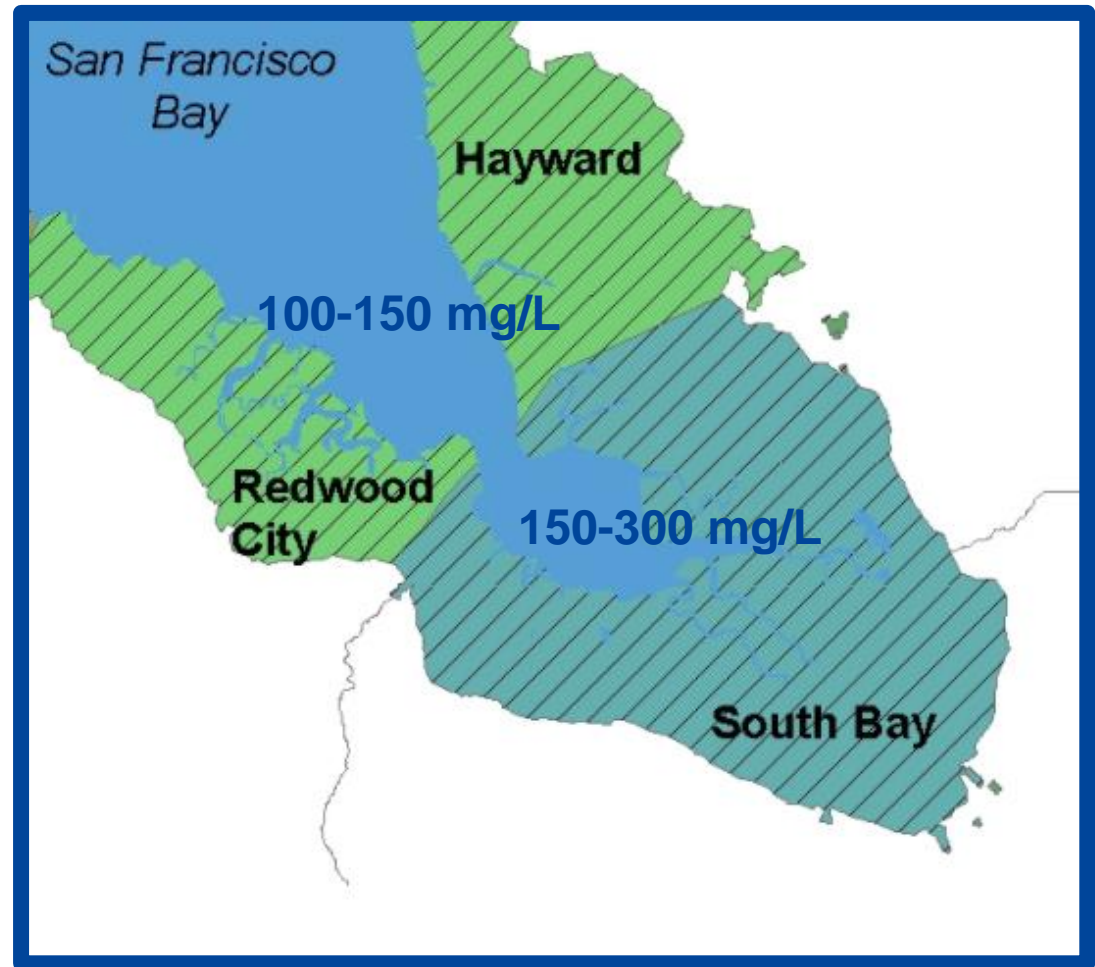 San Francisco
Bay
Hayward
100-150 mg/L
Redwood
City
150-300 mg/L
South Bay